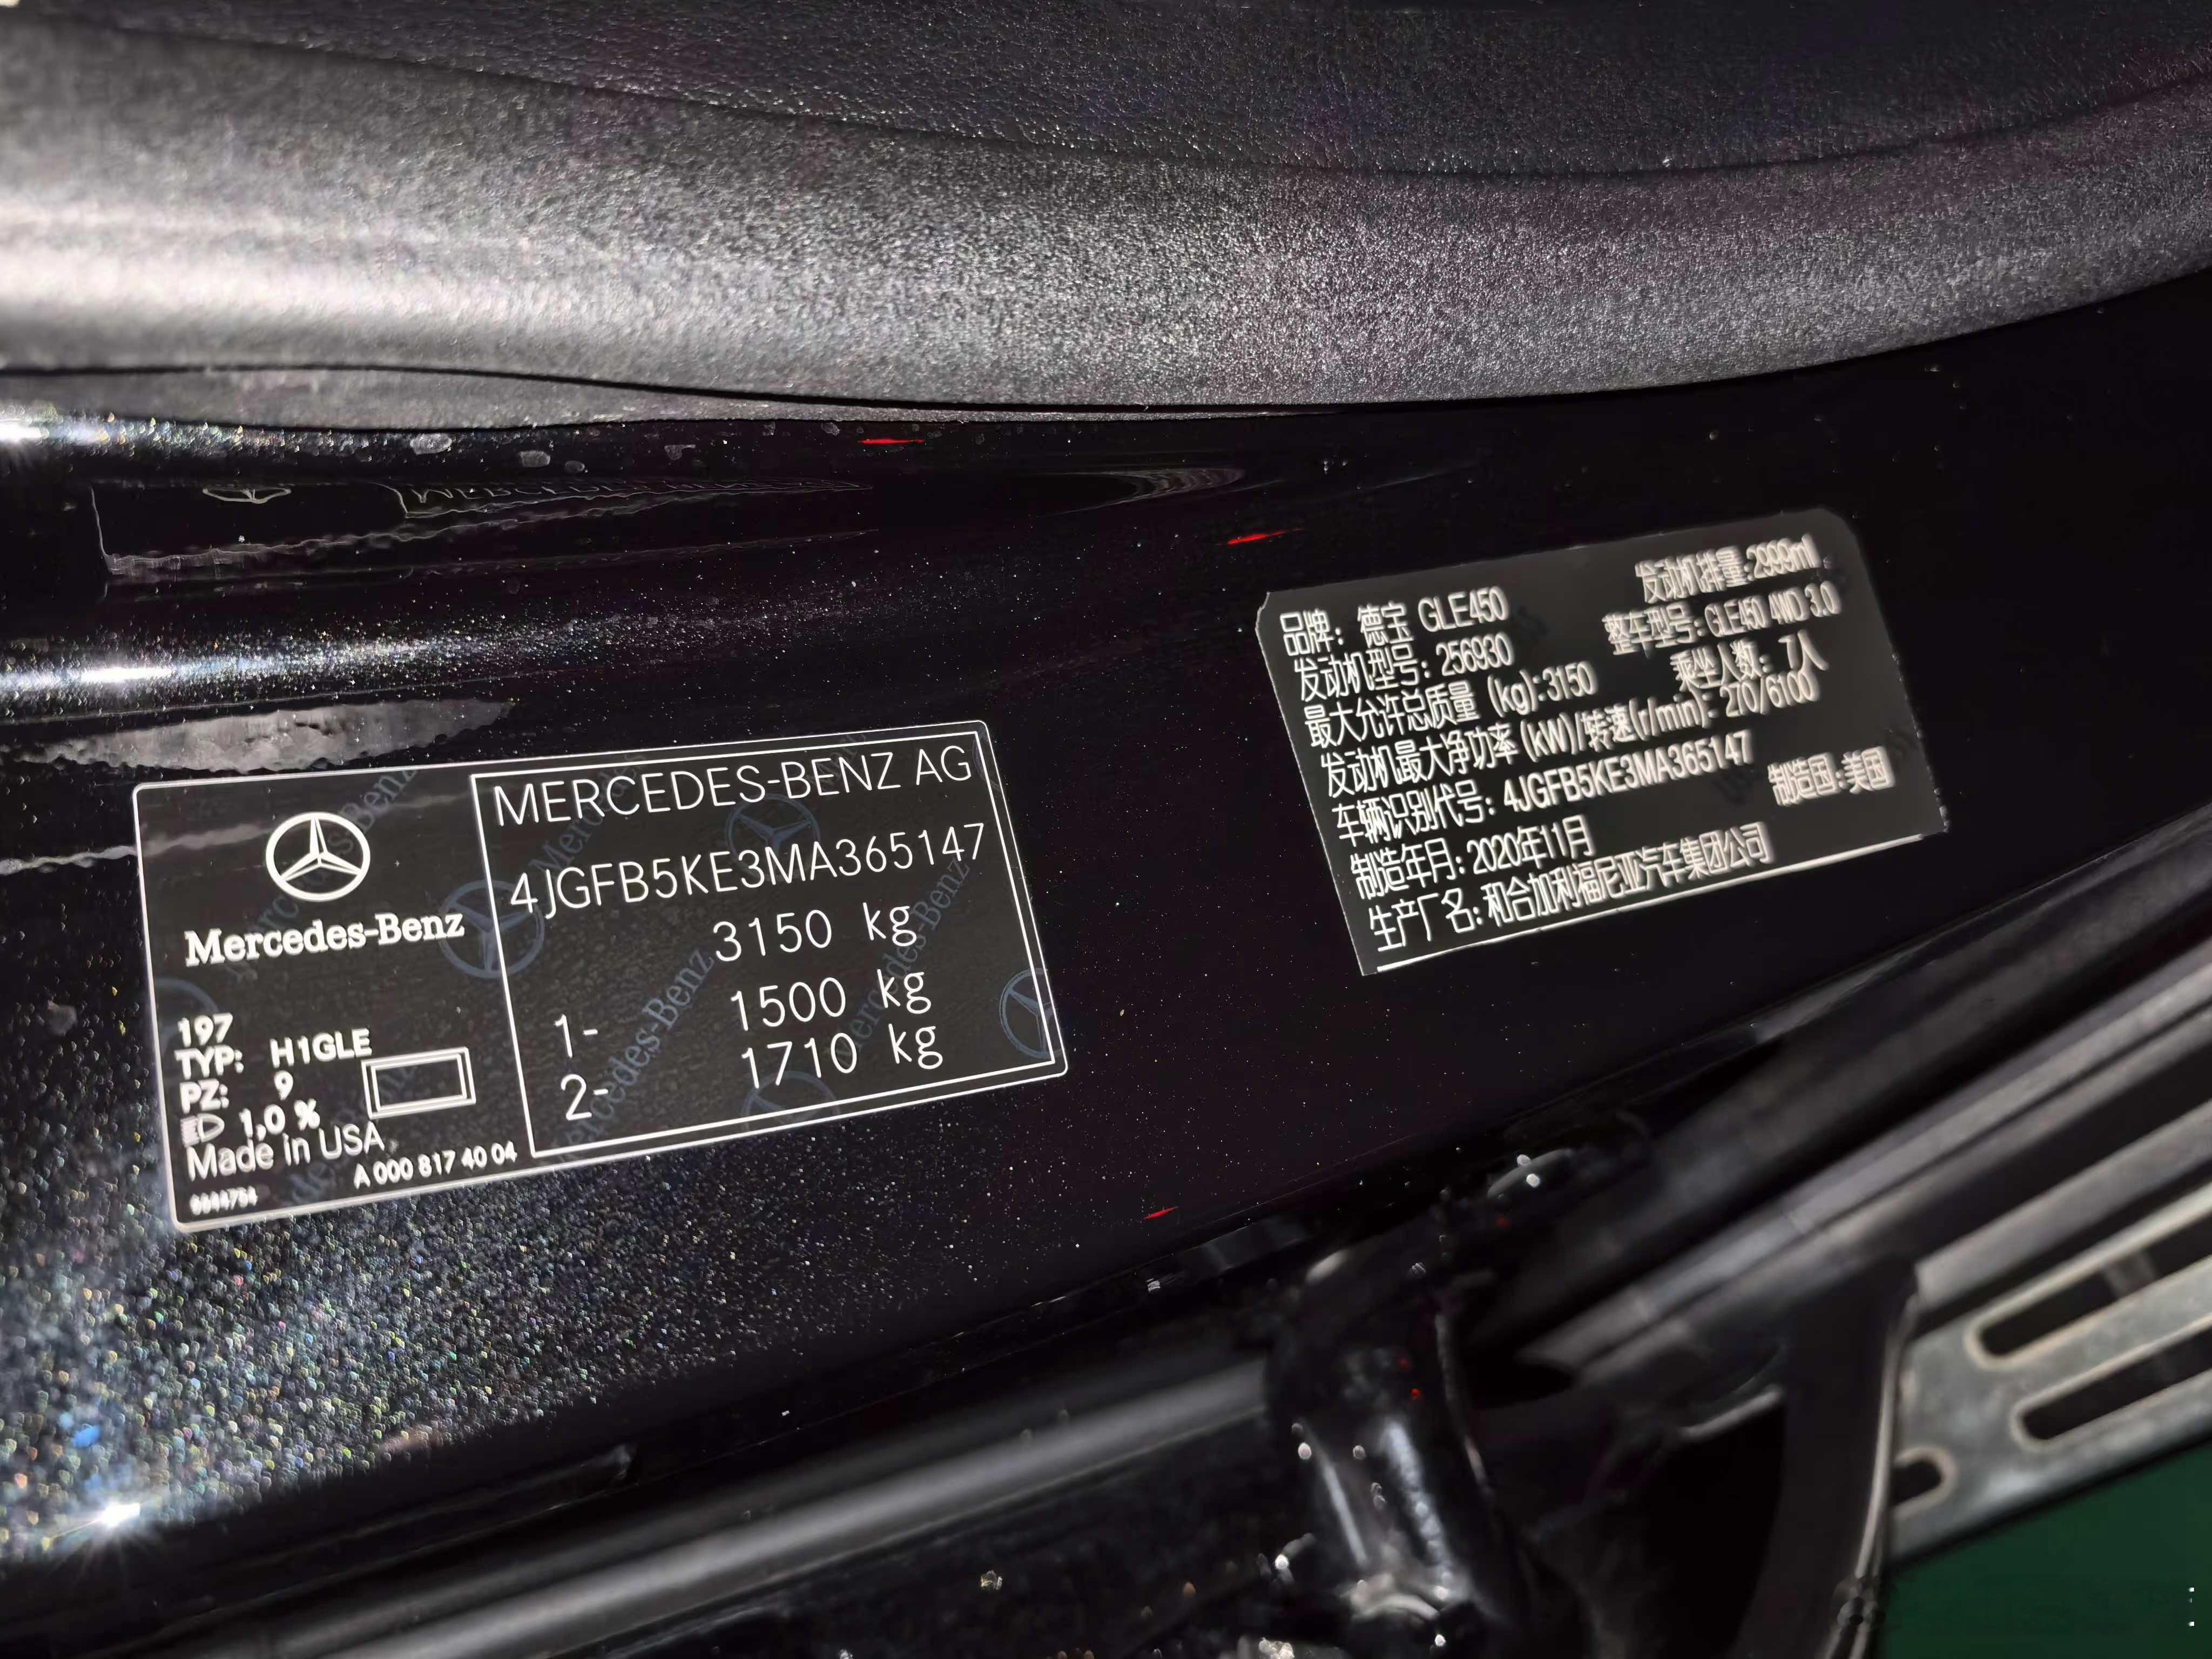 Mercedes-Benz
197
TYP: H1GLE
PZ: 9
1,0 %
Made in USA
A 000 817 40 04
MERCEDES-BENZ AG
4JGFB5KE3MA365147
3150 kg
1- 1500 kg
2- 1710 kg
品牌: 德宝 GLE450 发动机排量:2999ml
发动机型号: 256930 整车型号: GLE450 4WD 3.0
最大允许总质量 (kg):3150 乘坐人数: 7人
发动机最大净功率 (kW)/转速(r/min): 270/6100
车辆识别代号: 4JGFB5KE3MA365147
制造年月: 2020年11月 制造国:美国
生产厂名: 和合加利福尼亚汽车集团公司